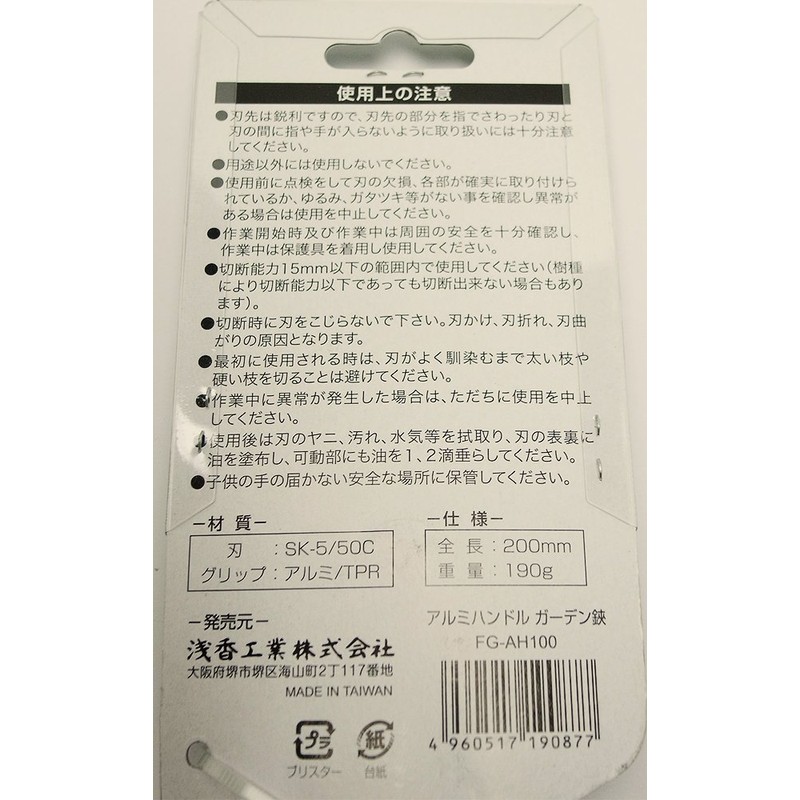 使用上の注意
●刃先は鋭利ですので、刃先の部分を指でさわったり刃と
刃の間に指や手が入らないように取り扱いには十分注意
してください。
●用途以外には使用しないでください。
●使用前に点検をして刃の欠損、各部が確実に取り付けら
れているか、ゆるみ、ガタツキ等がない事を確認し異常が
ある場合は使用を中止してください。
●作業開始時及び作業中は周囲の安全を十分確認し、
作業中は保護具を着用し使用してください。
●切断能力15mm以下の範囲内で使用してください(樹種
により切断能力以下であっても切断出来ない場合もあり
ます)。
●切断時に刃をこじらないで下さい。刃かけ、刃折れ、刃曲
がりの原因となります。
●最初に使用される時は、刃がよく馴染むまで太い枝や
硬い枝を切ることは避けてください。
●作業中に異常が発生した場合は、ただちに使用を中止
してください。
●使用後は刃のヤニ、汚れ、水気等を拭取り、刃の表裏に
油を塗布し、可動部にも油を1、2滴垂らしてください。
●子供の手の届かない安全な場所に保管してください。
－材 質－
刃 :SK-5/50C
グリップ:アルミ/TPR
－仕 様－
全 長:200mm
重 量:190g
－発売元－
浅香工業株式会社
大阪府堺市堺区海山町2丁117番地
MADE IN TAIWAN
アルミハンドル ガーデン鋏
FG-AH100
プラ
ブリスター
紙
台紙
4 960517 190877